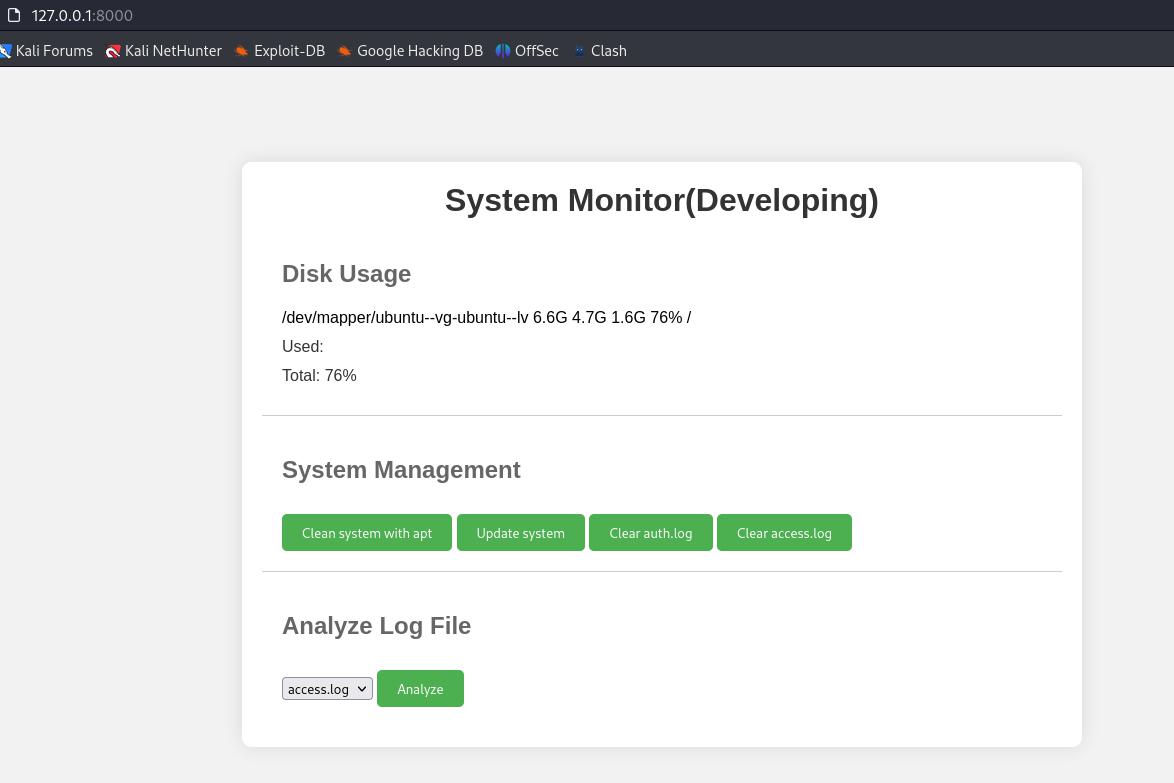 127.0.0.1:8000
Kali Forums Kali NetHunter Exploit-DB Google Hacking DB OffSec Clash
System Monitor(Developing)
Disk Usage
/dev/mapper/ubuntu--vg-ubuntu--lv 6.6G 4.7G 1.6G 76% /
Used:
Total: 76%
System Management
Clean system with apt Update system Clear auth.log Clear access.log
Analyze Log File
access.log Analyze